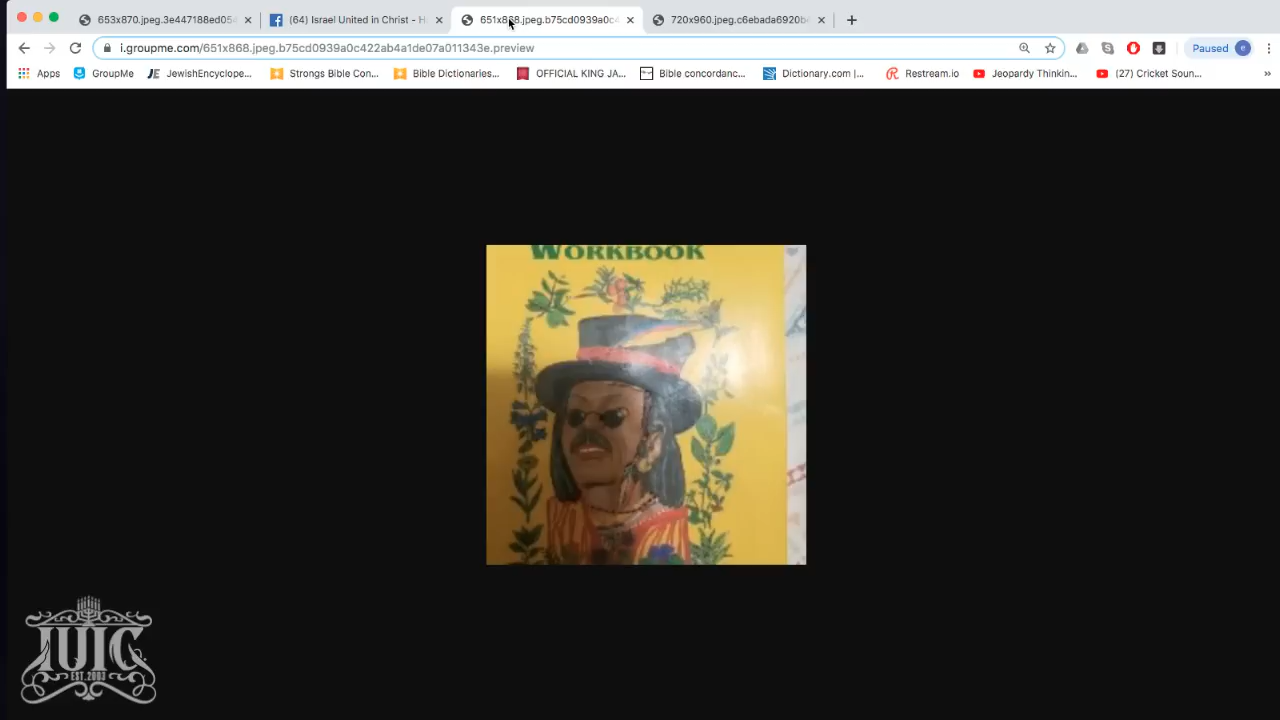 653x870.jpeg.3e447188ed05
(64) Israel United in Christ - H
651x868.jpeg.b75cd0939a0c4
720x960.jpeg.c6ebada6920b
i.groupme.com/651x868.jpeg.b75cd0939a0c422ab4a1de07a011343e.preview
Paused
e
Apps
GroupMe
JE JewishEncyclope...
Strongs Bible Con...
Bible Dictionaries...
OFFICIAL KING JA...
Bible concordanc...
Dictionary.com |...
Restream.io
Jeopardy Thinkin...
(27) Cricket Soun...
»
WORKBOOK
IUIC
EST.2003